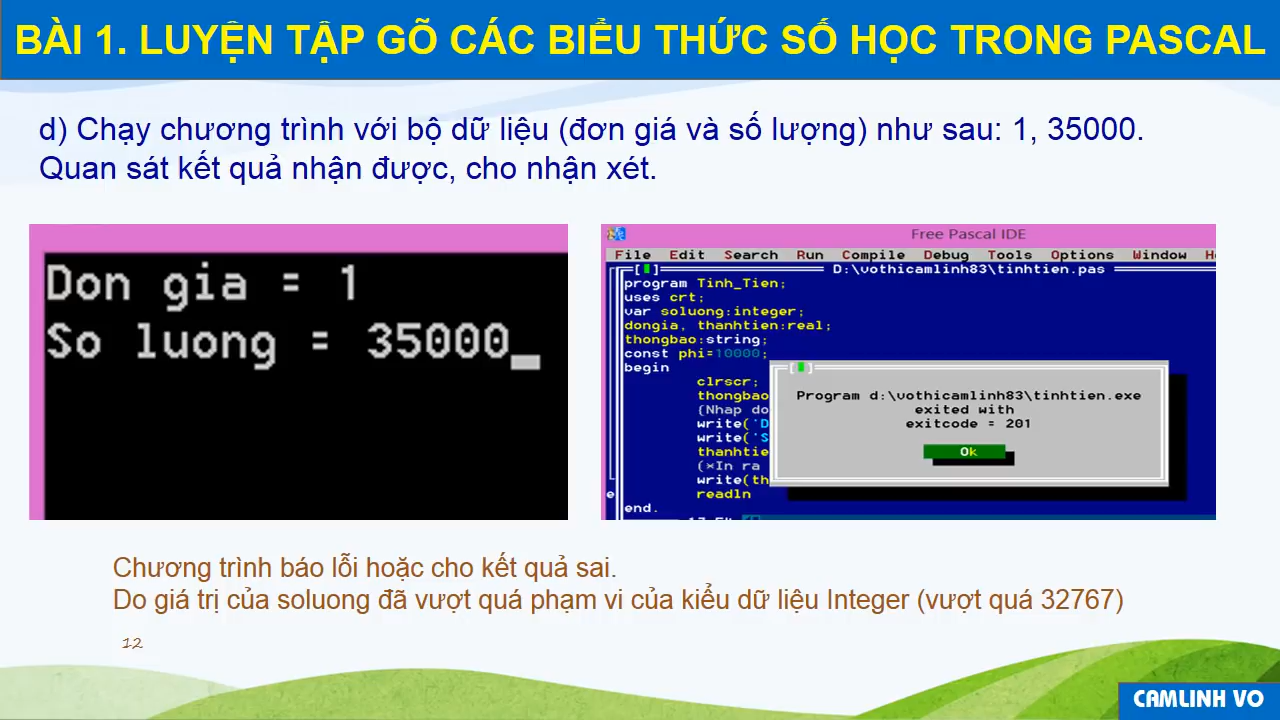 BÀI 1. LUYỆN TẬP GÕ CÁC BIỂU THỨC SỐ HỌC TRONG PASCAL
d) Chạy chương trình với bộ dữ liệu (đơn giá và số lượng) như sau: 1, 35000.
Quan sát kết quả nhận được, cho nhận xét.
Don gia = 1
So luong = 35000_
Free Pascal IDE
File Edit Search Run Compile Debug Tools Options Window
D:\vothicamlinh83\tinhtien.pas
program Tinh_Tien;
uses crt;
var soluong:integer;
dongia, thanhtien:real;
thongbao:string;
const phi=10000;
begin
clrscr;
thongbao
{Nhap do
write('D
write('S
thanhtie
(*In ra
write(th
readln
end.
Program d:\vothicamlinh83\tinhtien.exe
exited with
exitcode = 201
Ok
Chương trình báo lỗi hoặc cho kết quả sai.
Do giá trị của soluong đã vượt quá phạm vi của kiểu dữ liệu Integer (vượt quá 32767)
12
CAMLINH VO